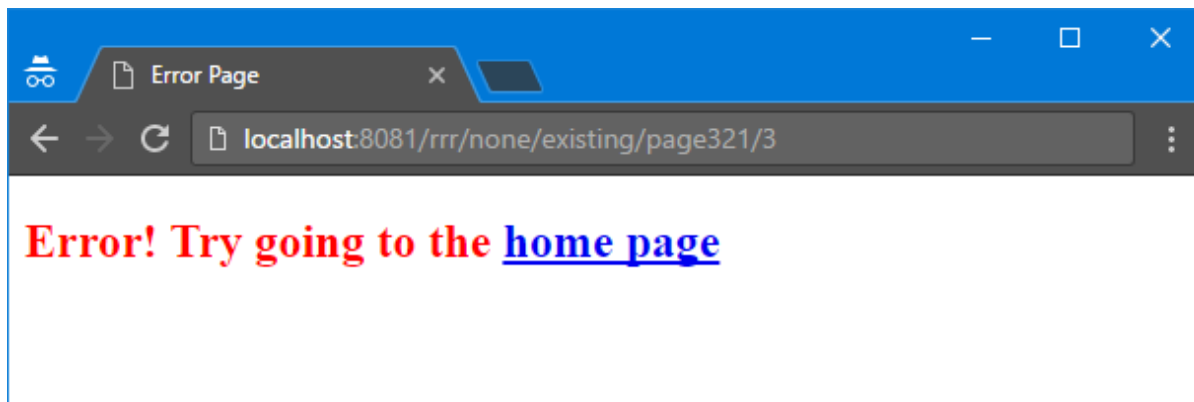 Error Page
localhost:8081/rrr/none/existing/page321/3
Error! Try going to the home page